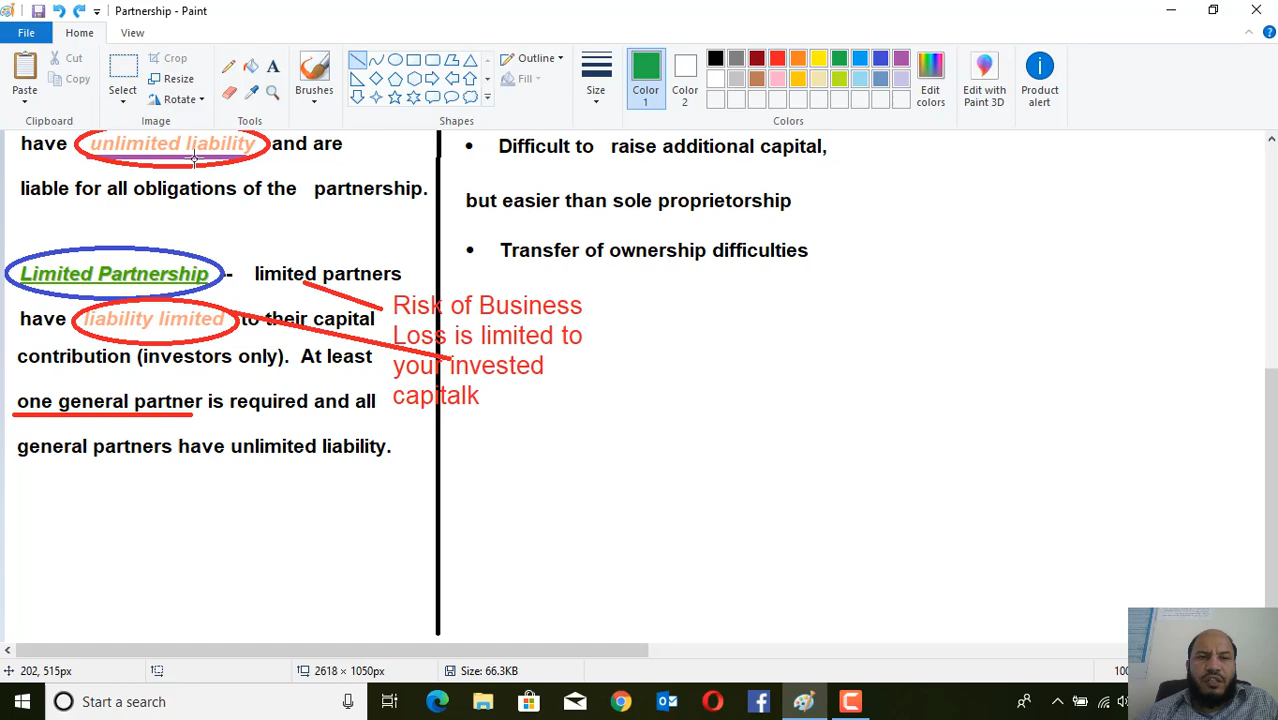 Partnership - Paint
File
Home
View
Paste
Cut
Copy
Clipboard
Select
Crop
Resize
Rotate
Image
Tools
Brushes
Shapes
Outline
Fill
Size
Color 1
Color 2
Edit colors
Colors
Edit with Paint 3D
Product alert
have unlimited liability and are
liable for all obligations of the partnership.
Limited Partnership - limited partners
have liability limited to their capital
contribution (investors only). At least
one general partner is required and all
general partners have unlimited liability.
• Difficult to raise additional capital,
but easier than sole proprietorship
• Transfer of ownership difficulties
Risk of Business
Loss is limited to
your invested
capitalk
202, 515px
2618 × 1050px
Size: 66.3KB
100
Start a search